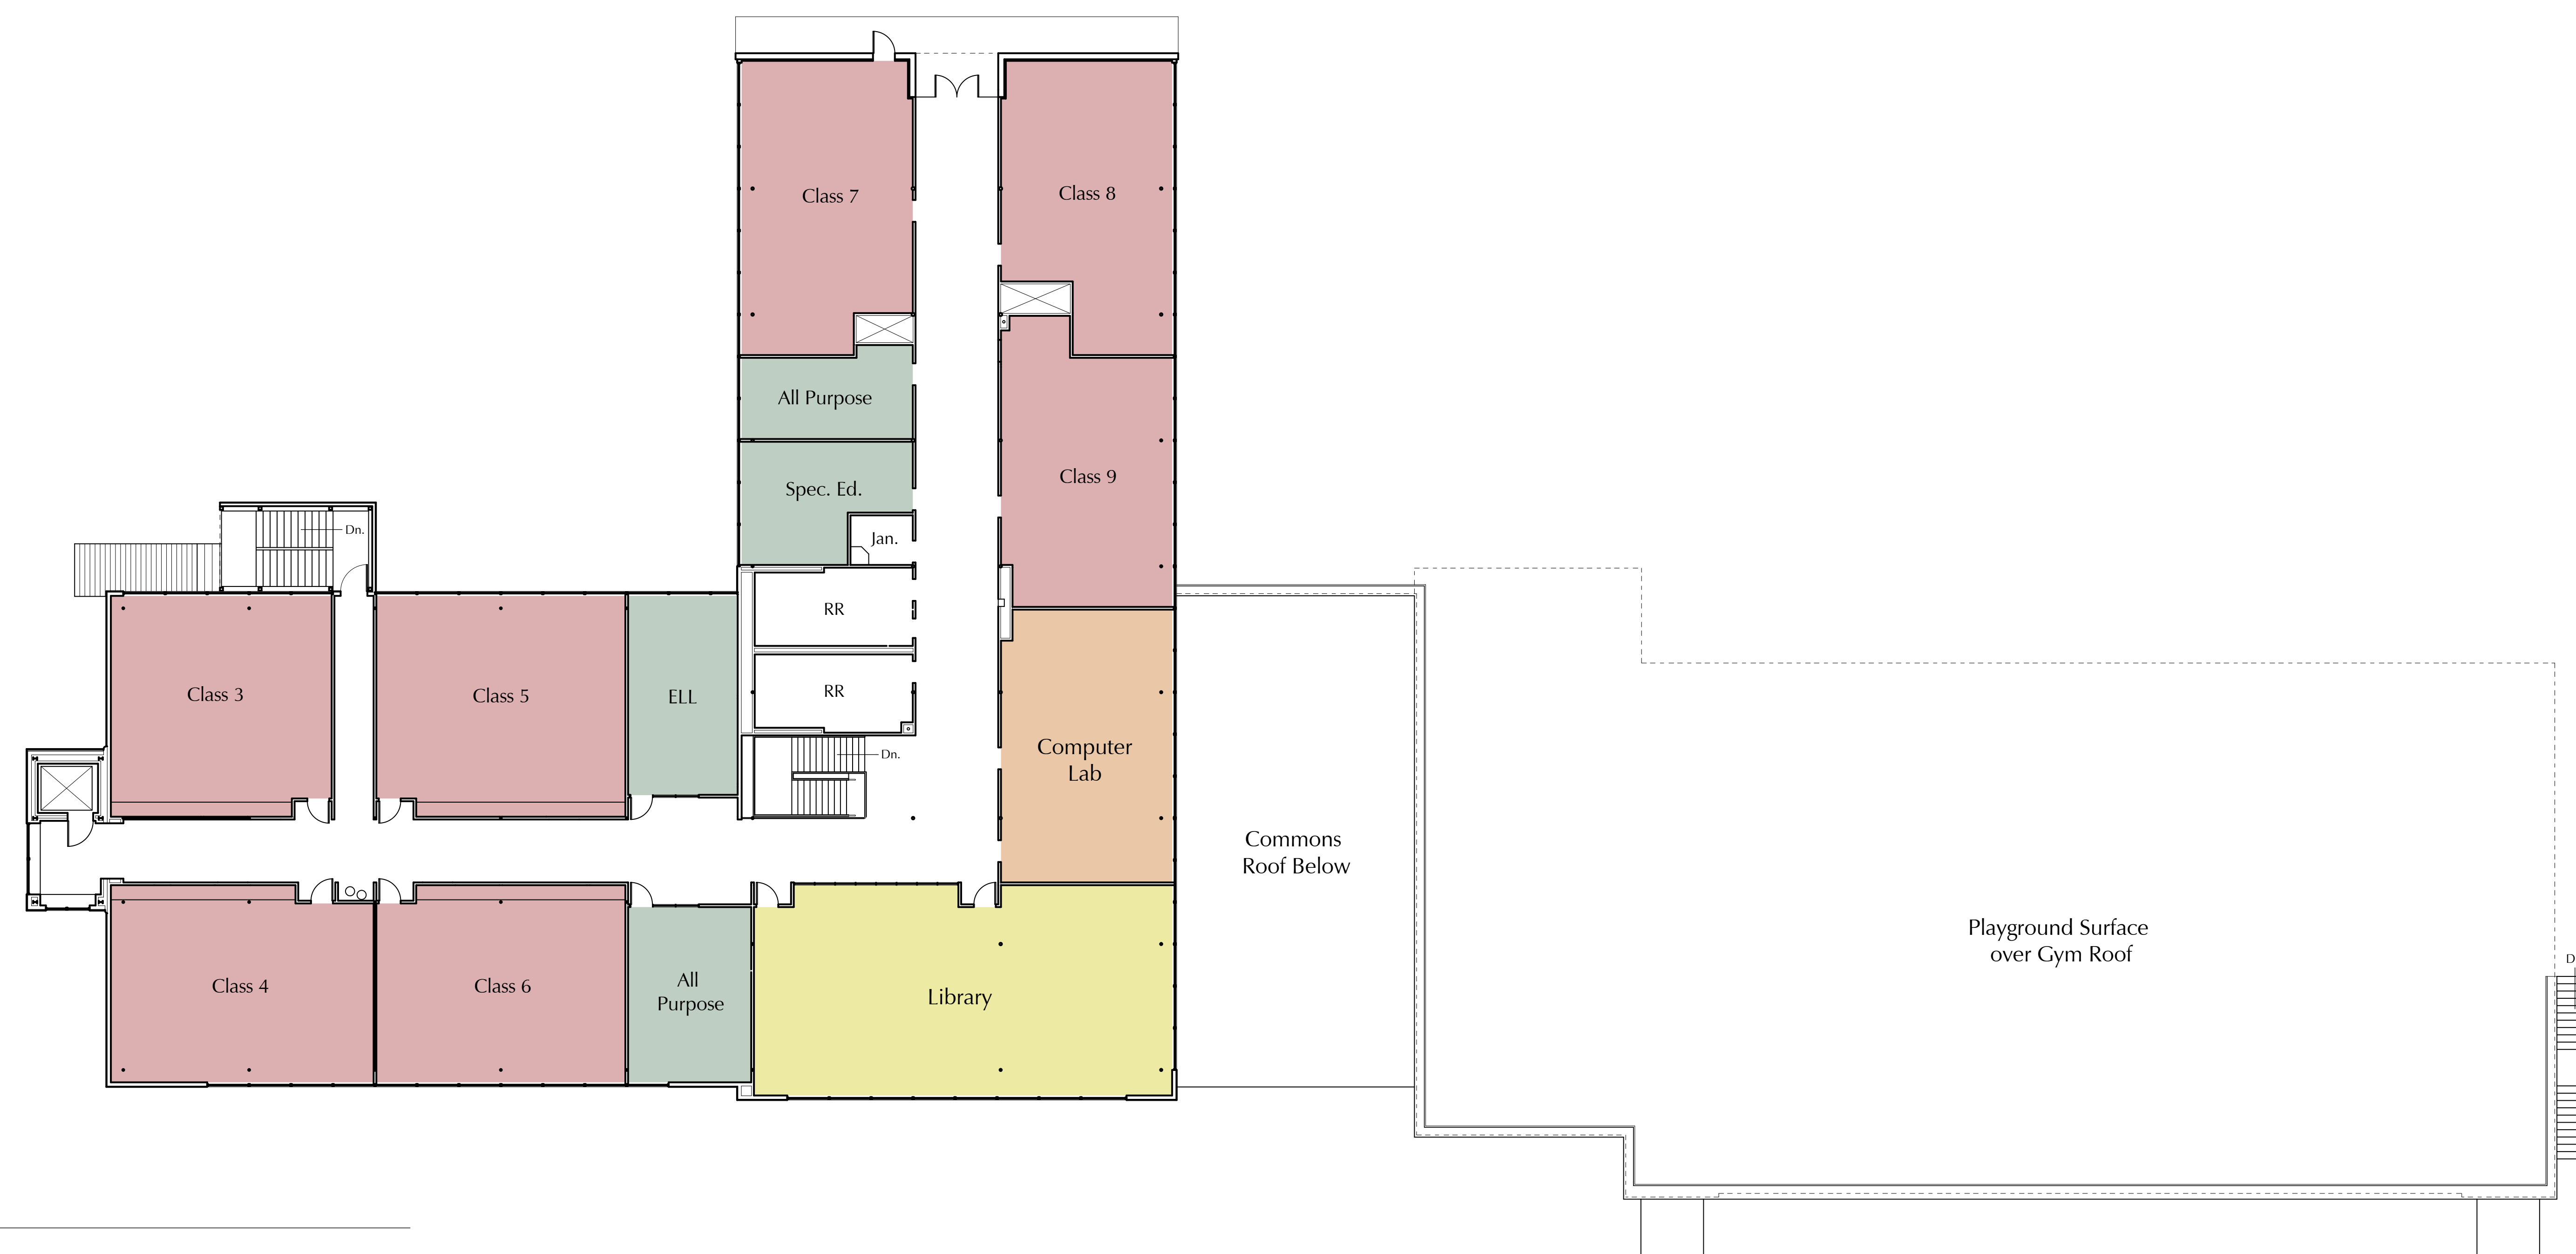 Class 7
Class 8
All Purpose
Class 9
Spec. Ed.
Dn.
Jan.
RR
RR
Class 3
Class 5
ELL
Computer
Lab
Dn.
Commons
Roof Below
Playground Surface
over Gym Roof
D
Class 4
Class 6
All
Purpose
Library